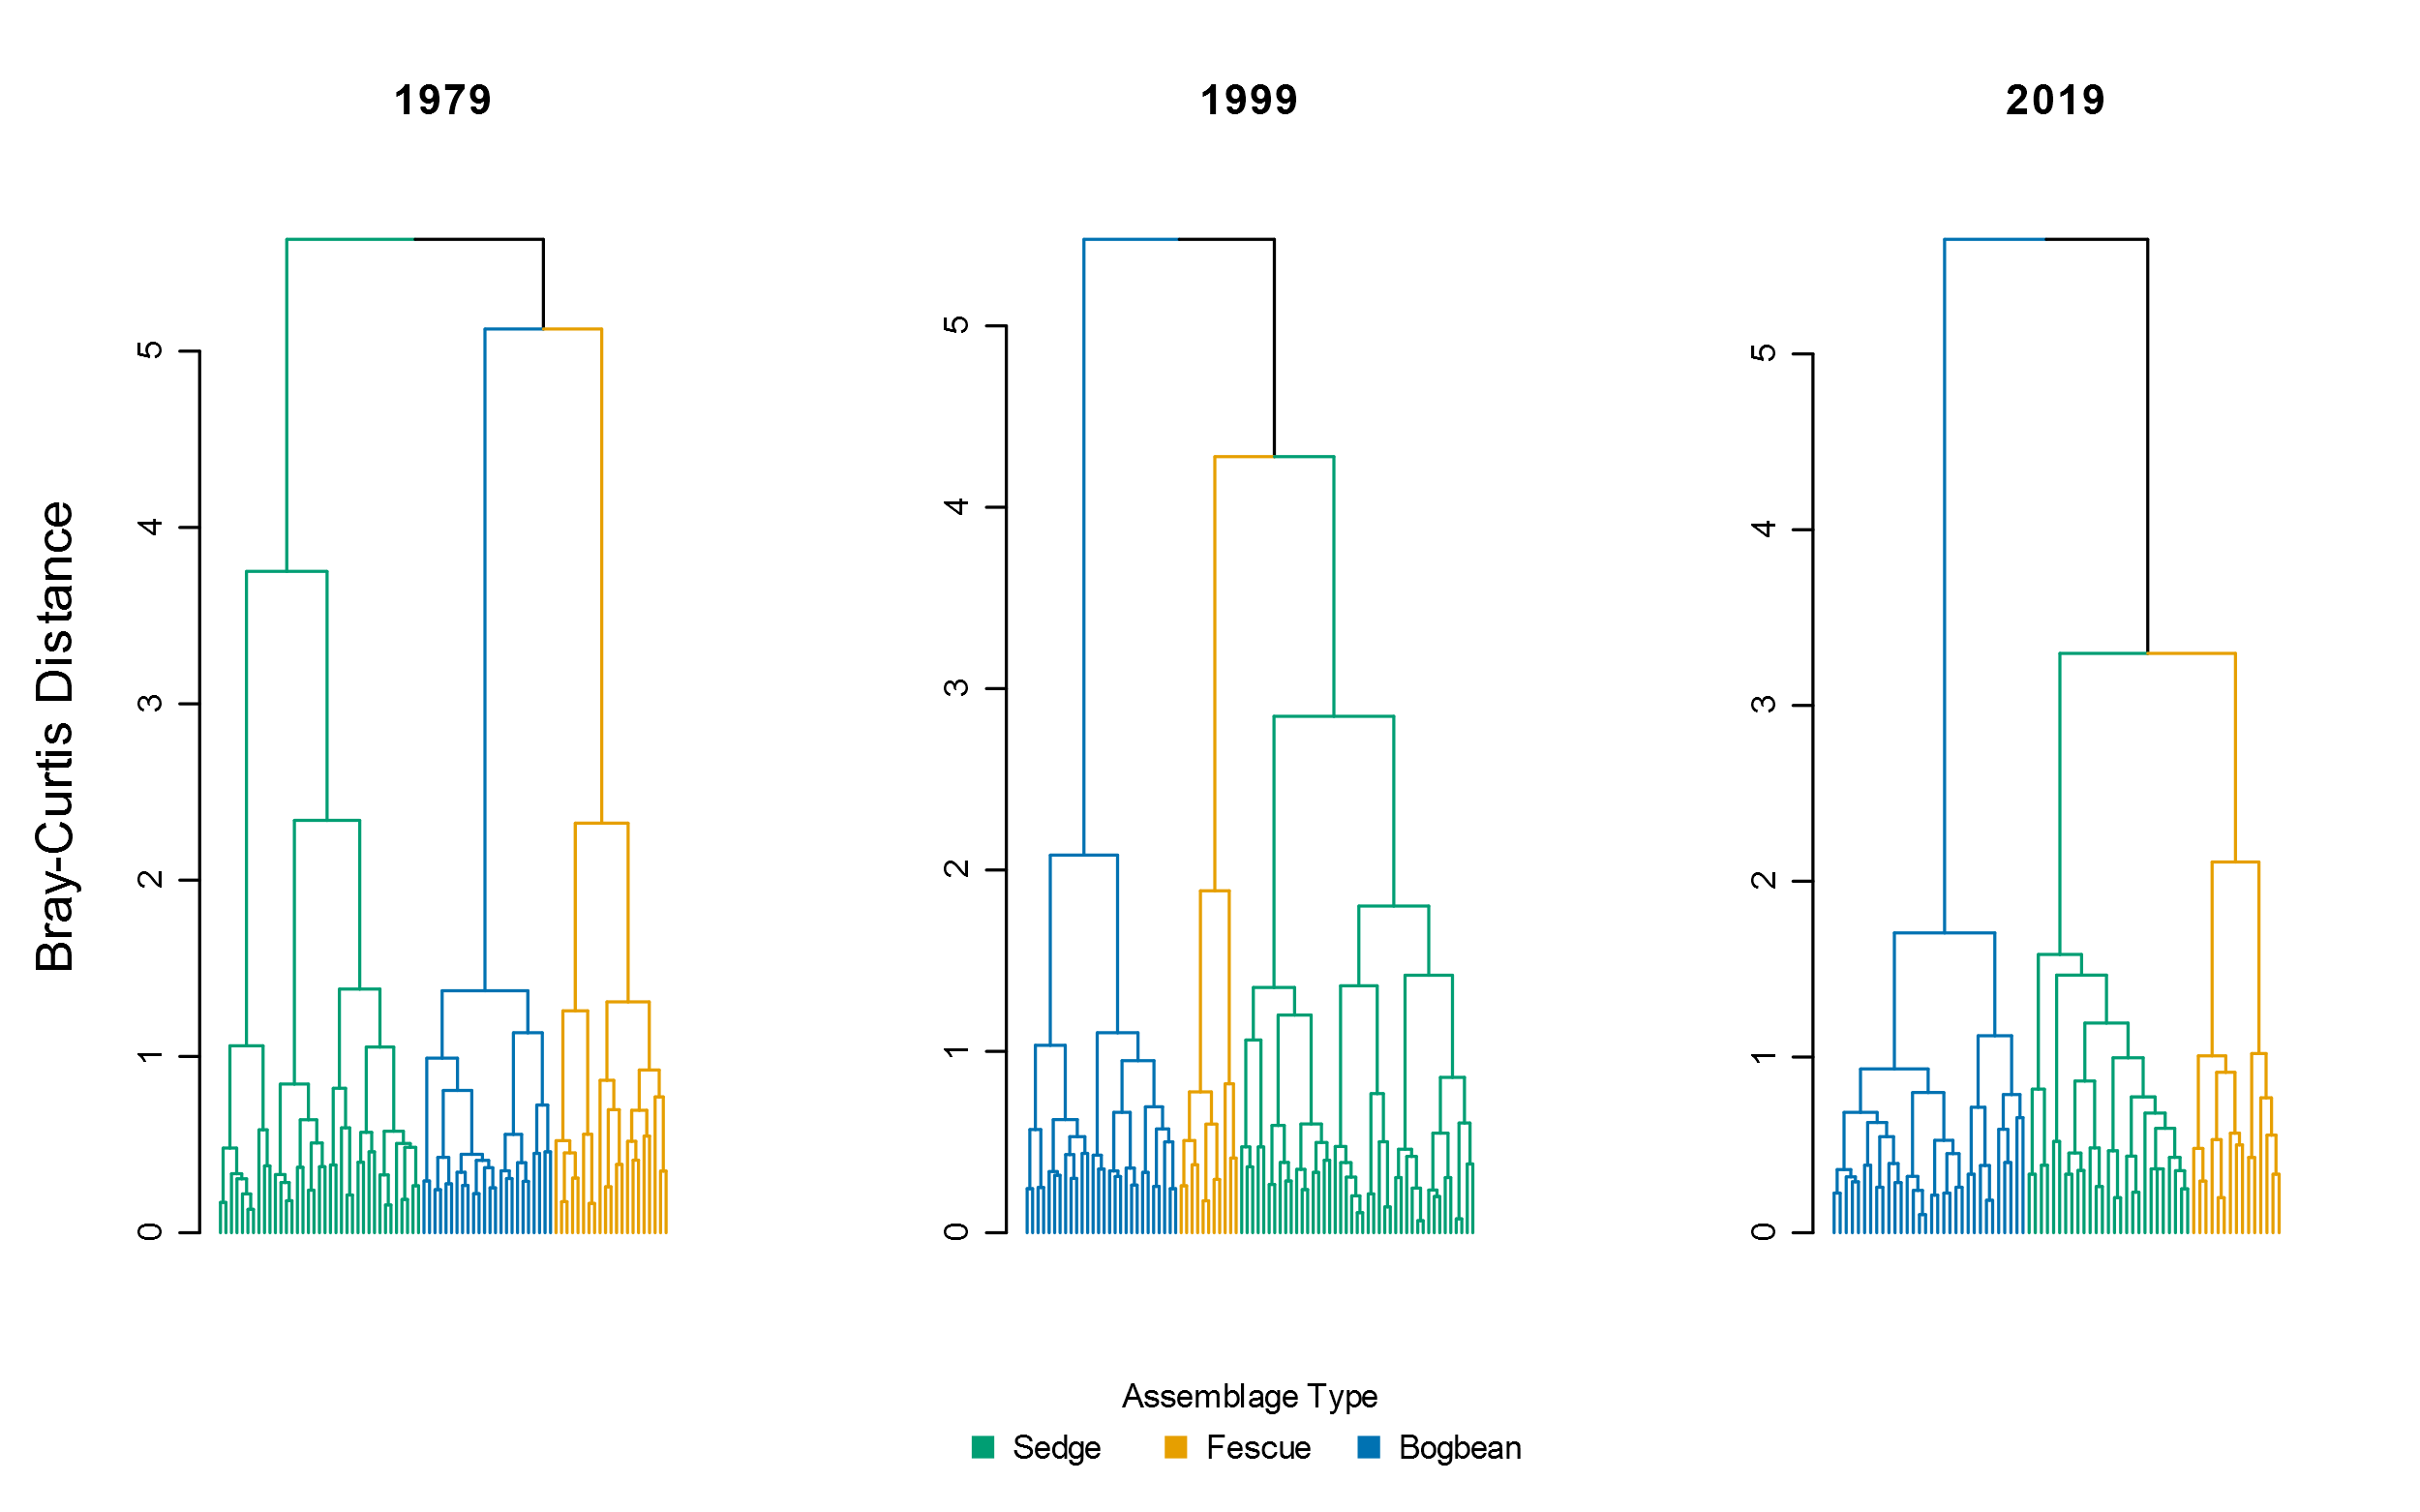 1979 1999 2019
Bray-Curtis Distance
5 4 3 2 1 0
5 4 3 2 1 0
5 4 3 2 1 0
Assemblage Type
Sedge Fescue Bogbean